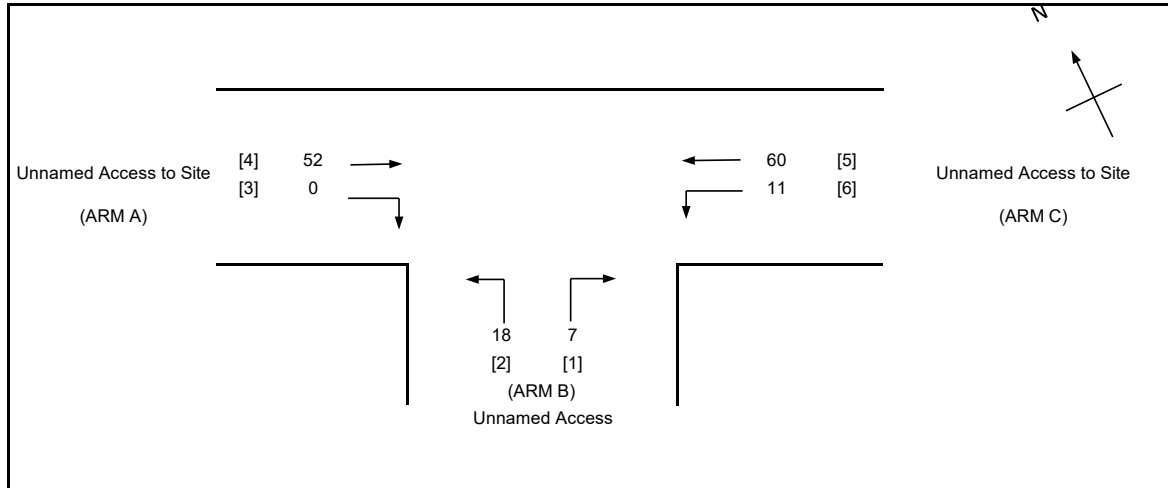 N
[4] 52
60 [5]
Unnamed Access to Site
Unnamed Access to Site
[3] 0
11 [6]
(ARM A)
(ARM C)
18 7
[2] [1]
(ARM B)
Unnamed Access